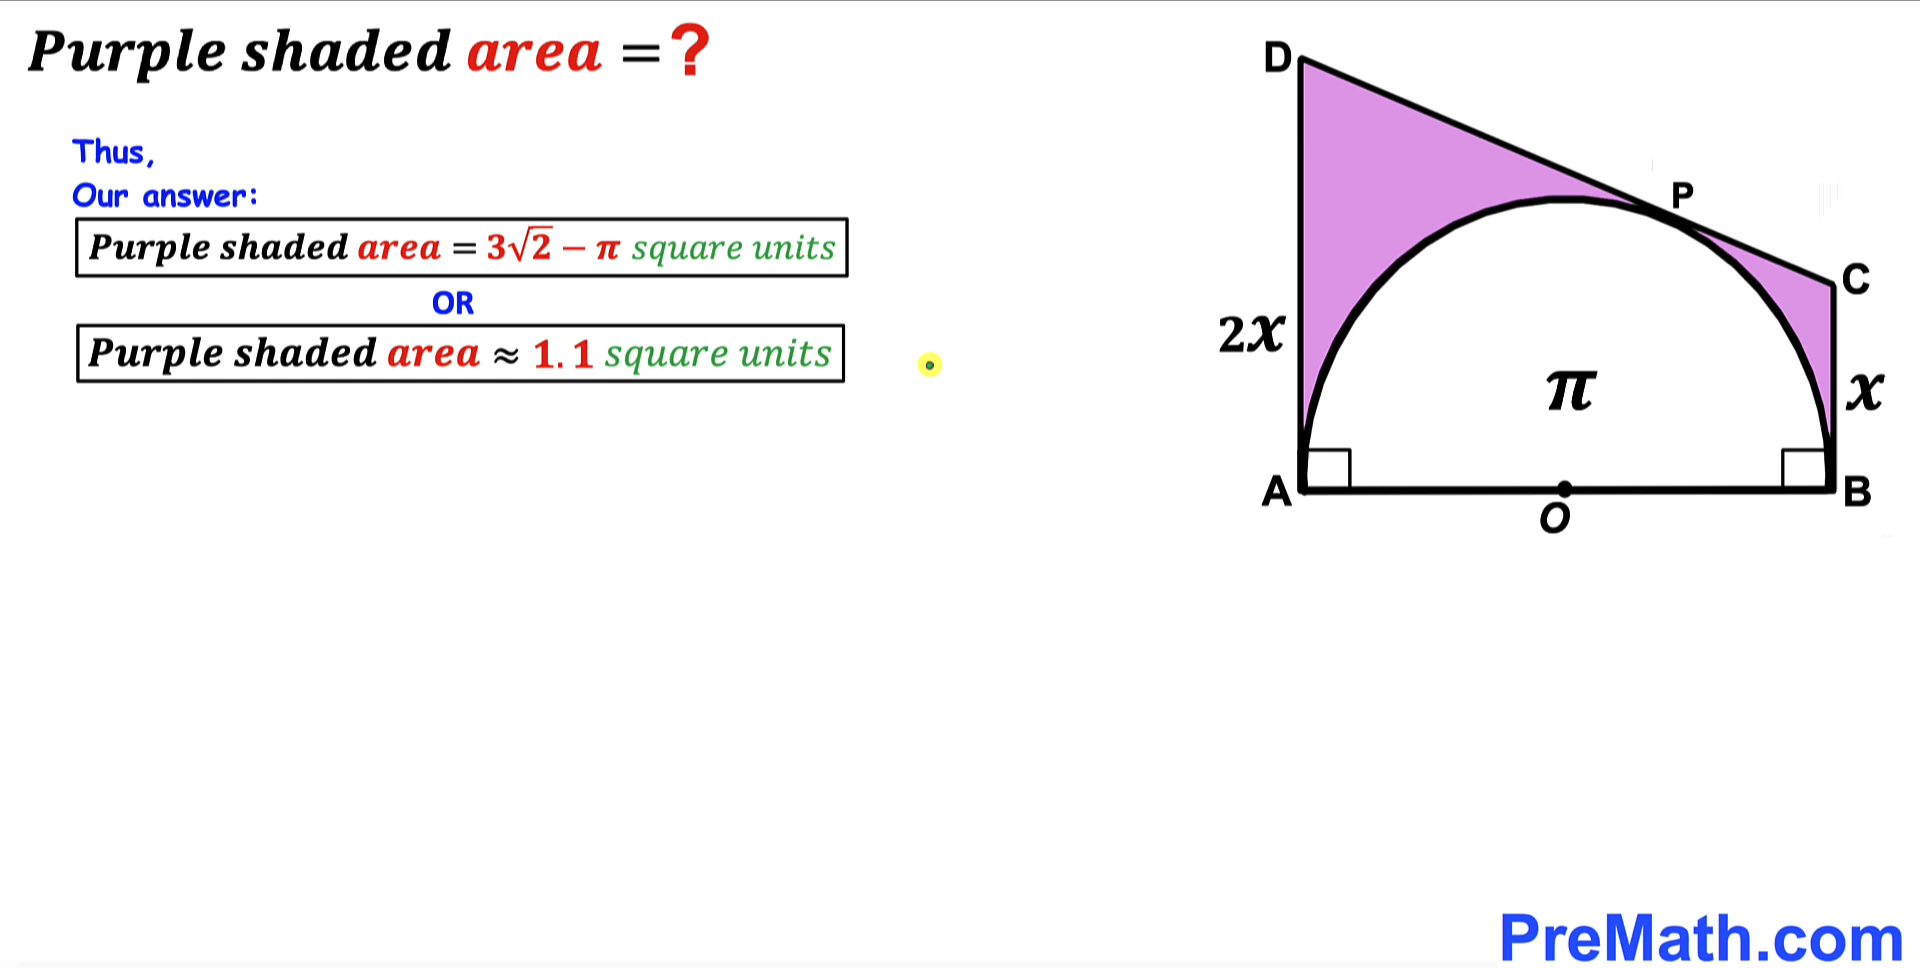 Purple shaded area = ?
Thus,
Our answer:
Purple shaded area = 3√2 − π square units
OR
Purple shaded area ≈ 1.1 square units
D
P
C
2x
π
x
A
B
O
PreMath.com